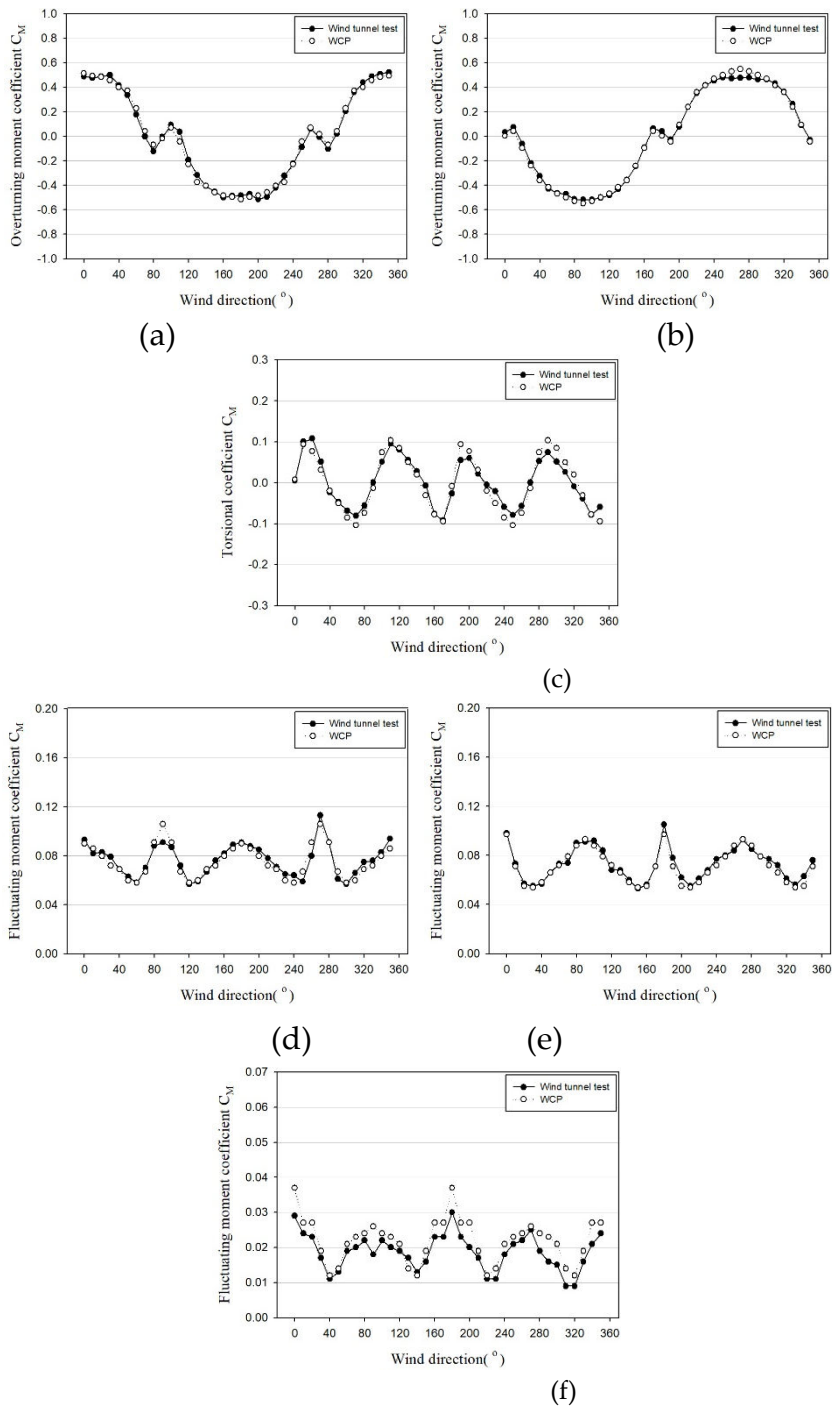 Overturning moment coefficient C_M
1.0
0.8
0.6
0.4
0.2
0.0
-0.2
-0.4
-0.6
-0.8
-1.0
Wind tunnel test
WCP
0 40 80 120 160 200 240 280 320 360
Wind direction( °)
(a)
Overturning moment coefficient C_M
1.0
0.8
0.6
0.4
0.2
0.0
-0.2
-0.4
-0.6
-0.8
-1.0
Wind tunnel test
WCP
0 40 80 120 160 200 240 280 320 360
Wind direction( °)
(b)
Torsional coefficient C_M
0.3
0.2
0.1
0.0
-0.1
-0.2
-0.3
Wind tunnel test
WCP
0 40 80 120 160 200 240 280 320 360
Wind direction( °)
(c)
Fluctuating moment coefficient C_M
0.20
0.16
0.12
0.08
0.04
0.00
Wind tunnel test
WCP
0 40 80 120 160 200 240 280 320 360
Wind direction( °)
(d)
Fluctuating moment coefficient C_M
0.20
0.16
0.12
0.08
0.04
0.00
Wind tunnel test
WCP
0 40 80 120 160 200 240 280 320 360
Wind direction( °)
(e)
Fluctuating moment coefficient C_M
0.07
0.06
0.05
0.04
0.03
0.02
0.01
0.00
Wind tunnel test
WCP
0 40 80 120 160 200 240 280 320 360
Wind direction( °)
(f)